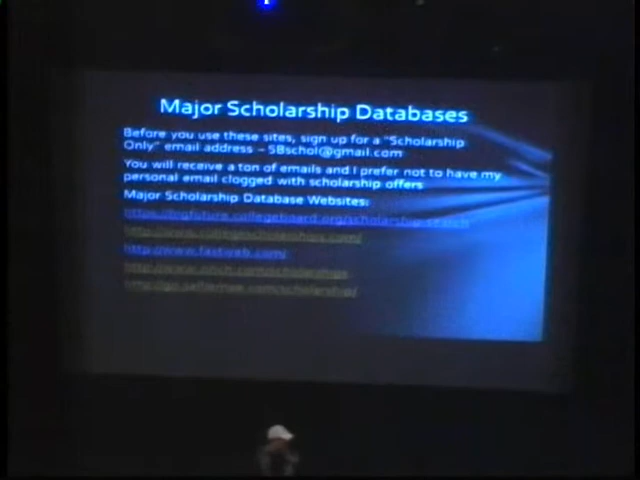 Major Scholarship Databases
Before you use these sites, sign up for a "Scholarship
Only" email address – SBschol@gmail.com
You will receive a ton of emails and I prefer not to have my
personal email clogged with scholarship offers
Major Scholarship Database Websites:
https://bigfuture.collegeboard.org/scholarship-search
http://www.fastweb.com/